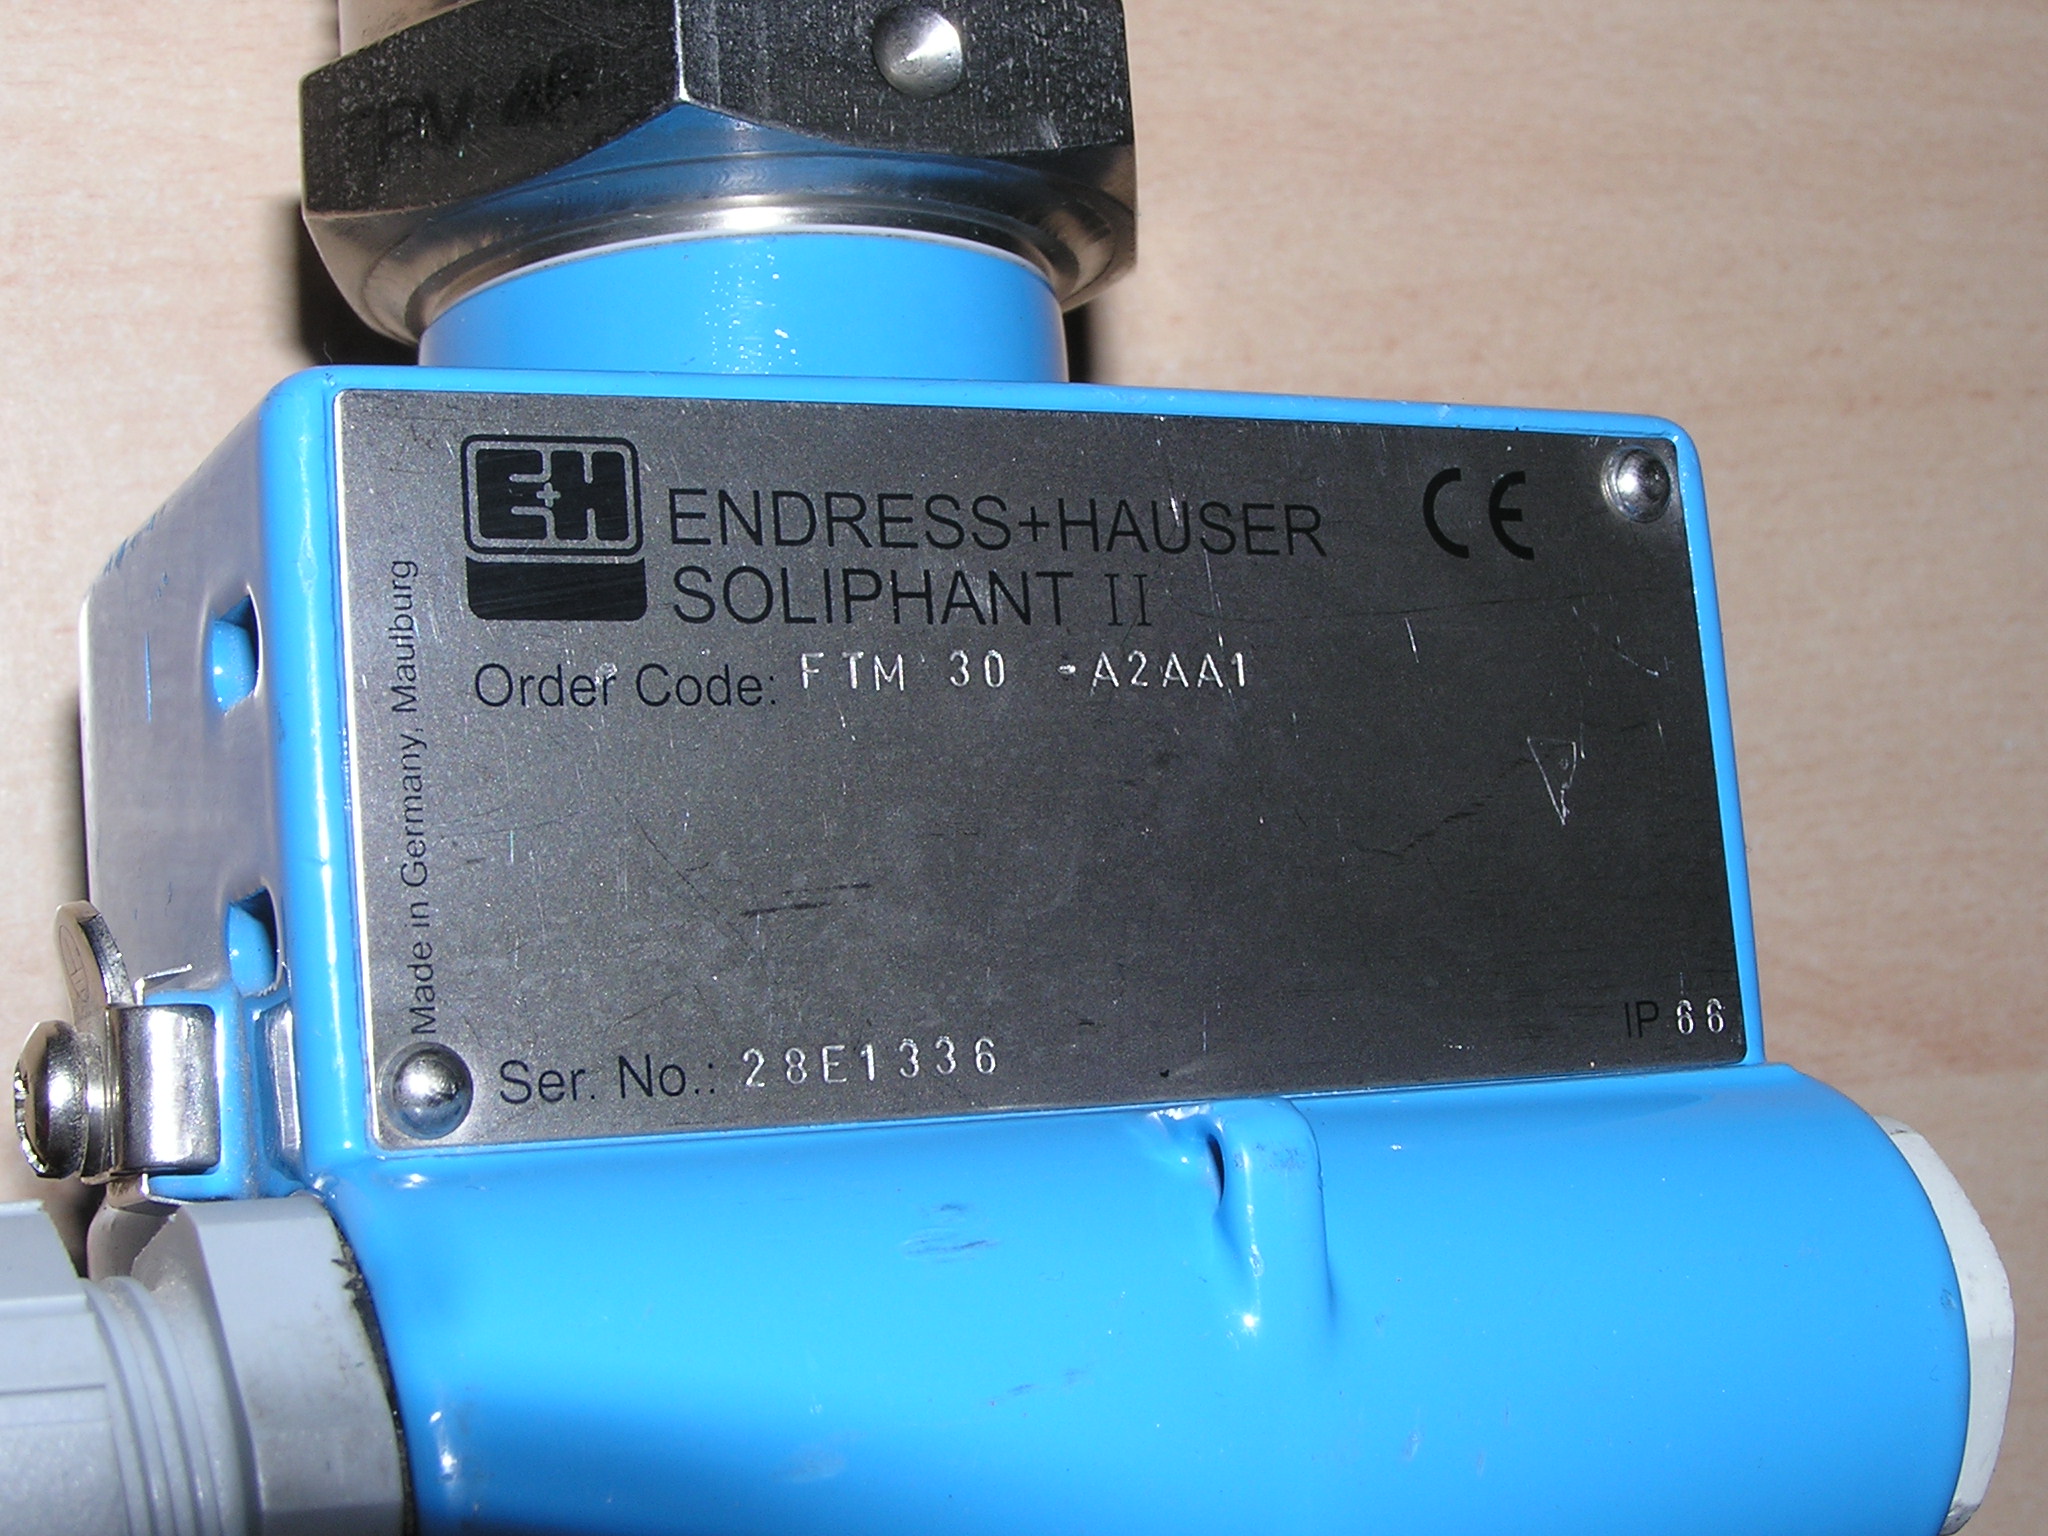 E+H
ENDRESS+HAUSER
CE
SOLIPHANT II
Order Code: FTM 30 -A2AA1
Made in Germany, Maulburg
Ser. No.: 28E1336
IP 66